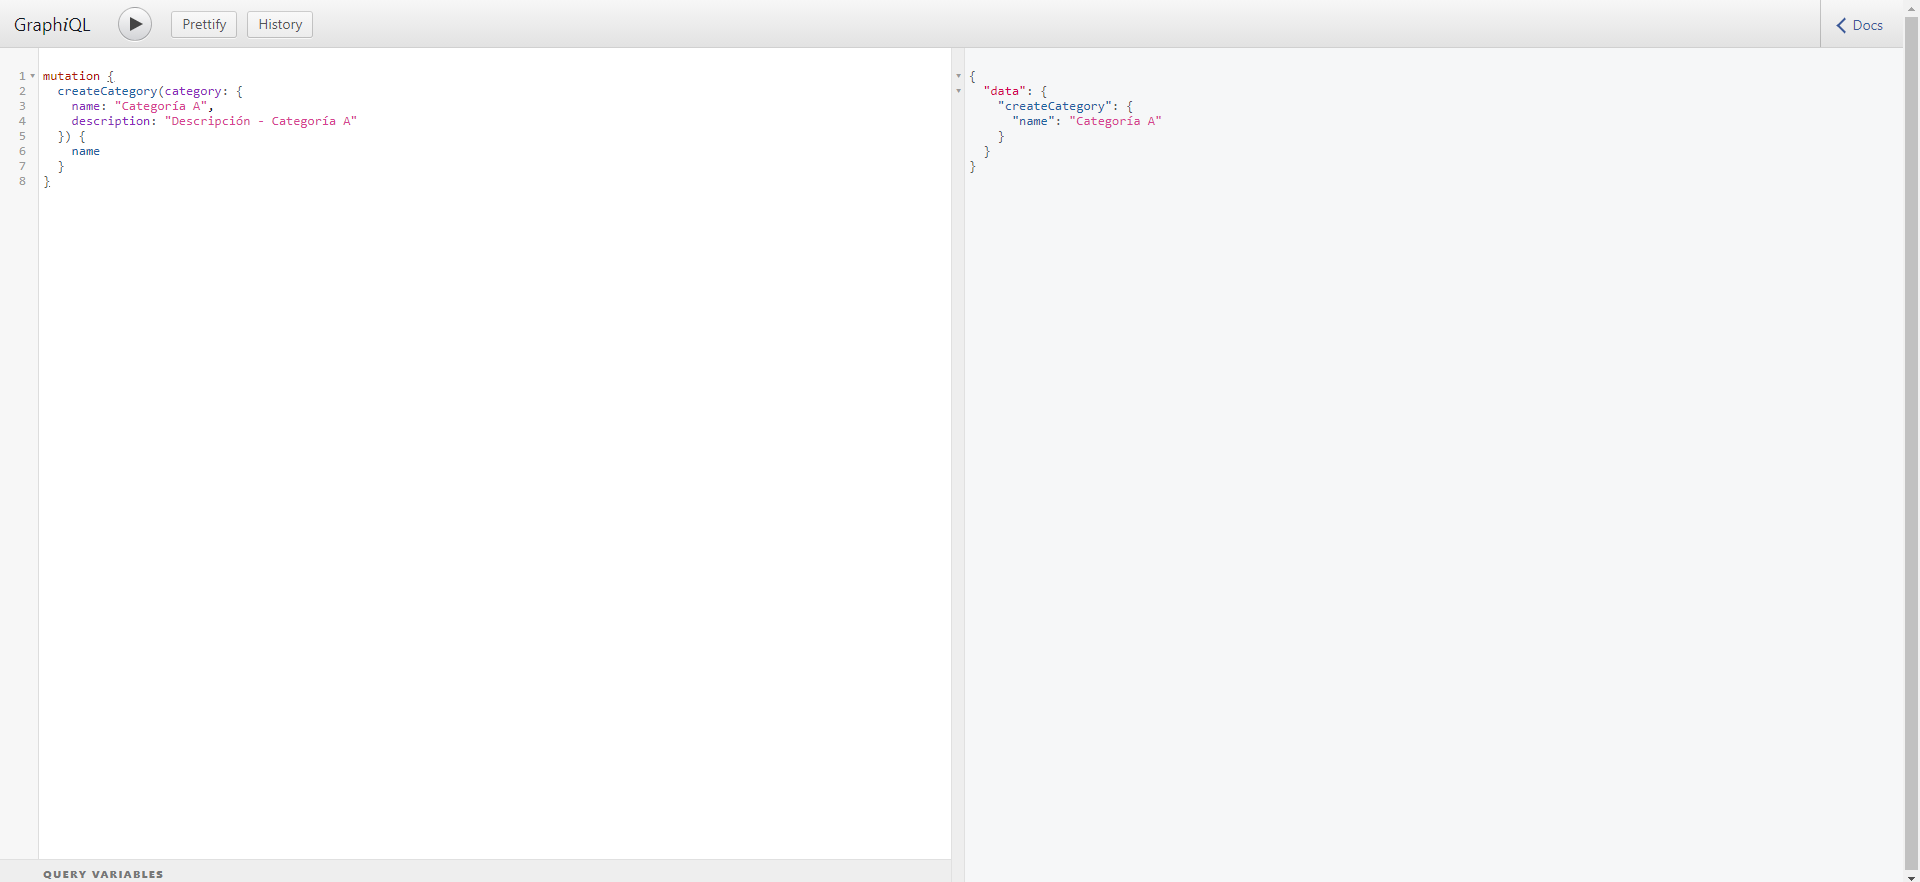 GraphiQL
Prettify
History
Docs
1 mutation {
2   createCategory(category: {
3     name: "Categoría A",
4     description: "Descripción - Categoría A"
5   }) {
6     name
7   }
8 }
{
  "data": {
    "createCategory": {
      "name": "Categoría A"
    }
  }
}
QUERY VARIABLES